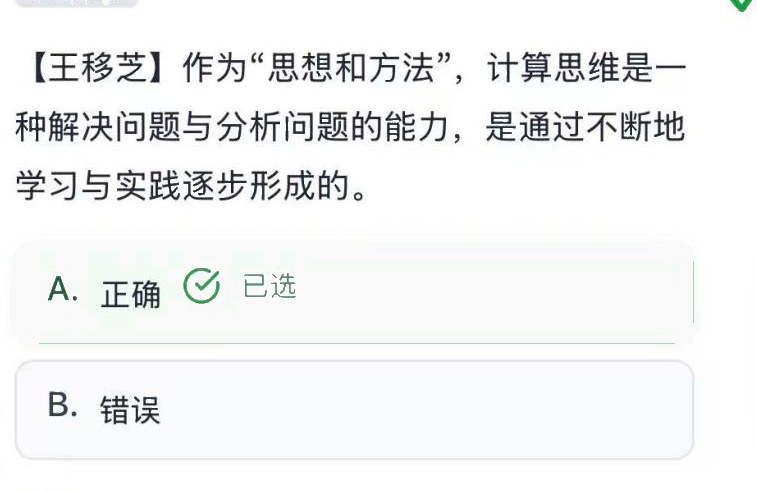 【王移芝】作为“思想和方法”，计算思维是一
种解决问题与分析问题的能力，是通过不断地
学习与实践逐步形成的。
A. 正确 已选
B. 错误